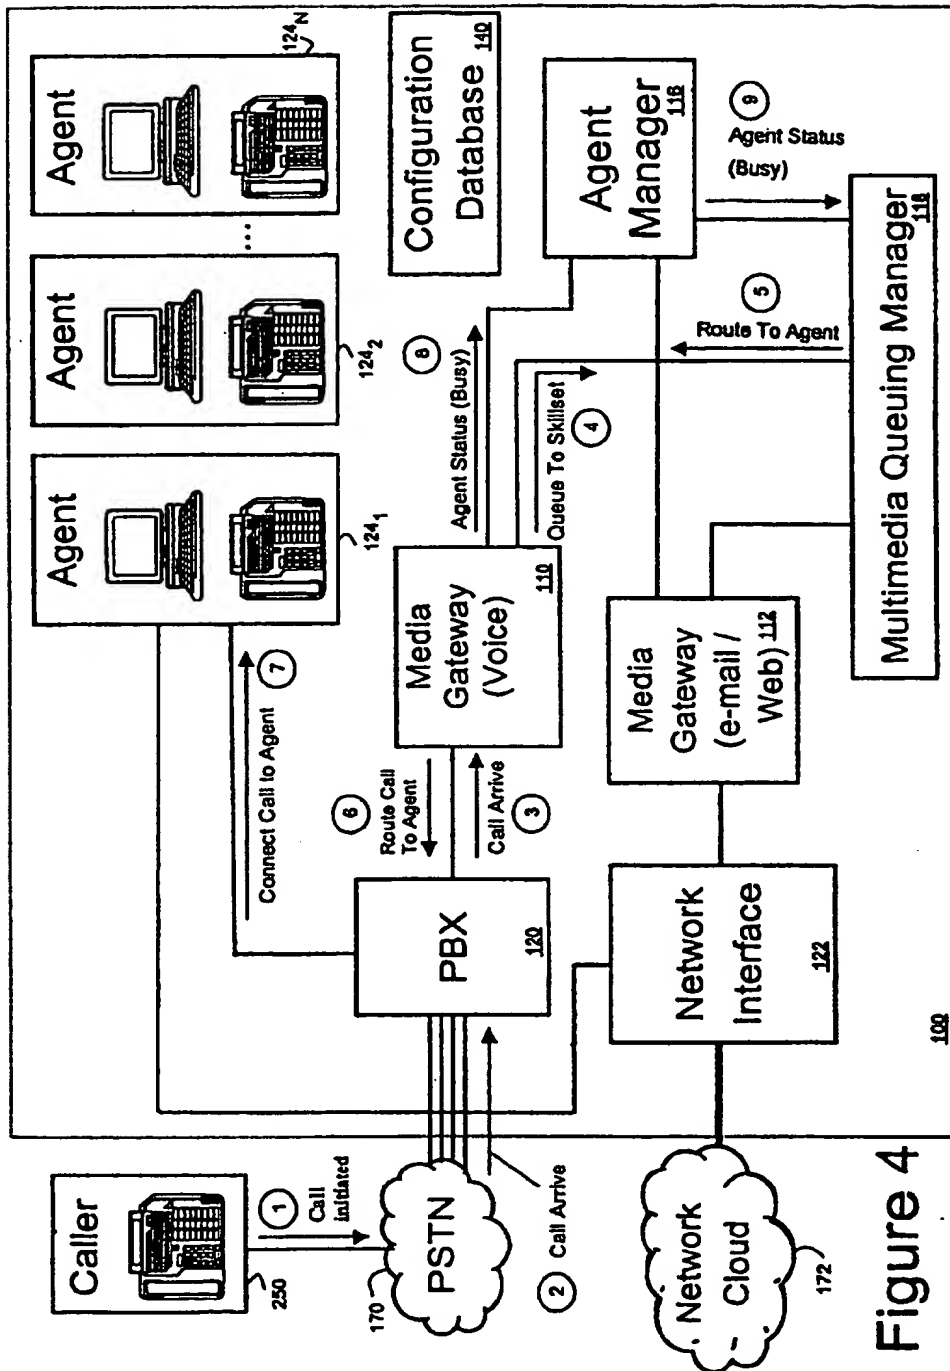 Agent
124N
Agent
...
124₂
Agent
124₁
Configuration
Database
140
Agent
Manager
116
9
Agent Status
(Busy)
8
Agent Status (Busy)
4
Queue To Skillset
5
Route To Agent
Multimedia Queuing Manager
118
7
Connect Call to Agent
Media
Gateway
(Voice)
110
6
Route Call
To Agent
3
Call Arrive
Media
Gateway
(e-mail /
Web)
112
PBX
120
Network
Interface
122
100
Caller
250
1
Call
initiated
PSTN
170
2
Call Arrive
Network
Cloud
172
Figure 4